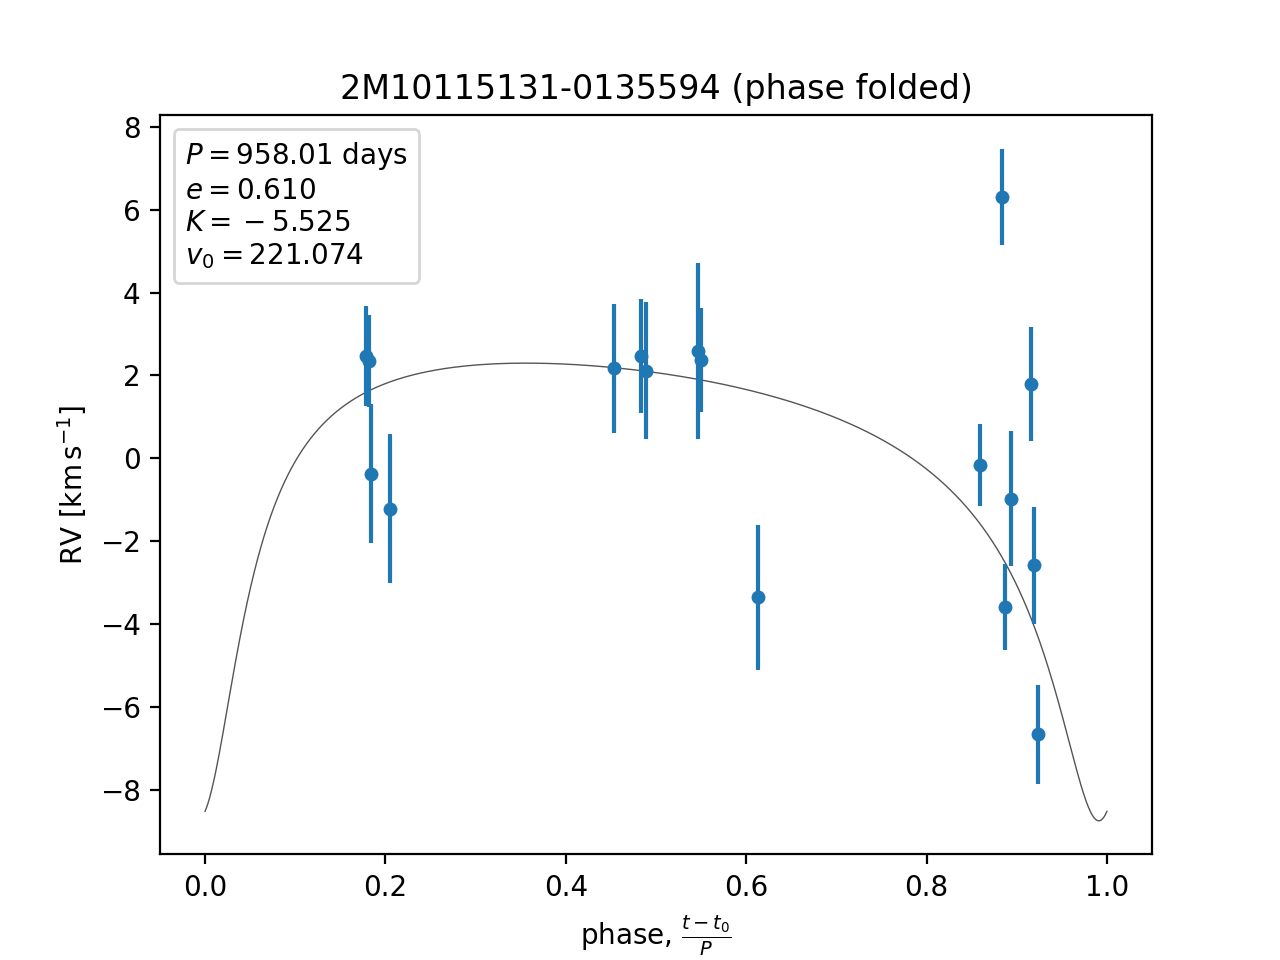 2M10115131-0135594 (phase folded)
P = 958.01 days
e = 0.610
K = −5.525
v₀ = 221.074
8
6
4
2
0
−2
−4
−6
−8
RV [km s⁻¹]
0.0 0.2 0.4 0.6 0.8 1.0
phase, (t − t₀)/P